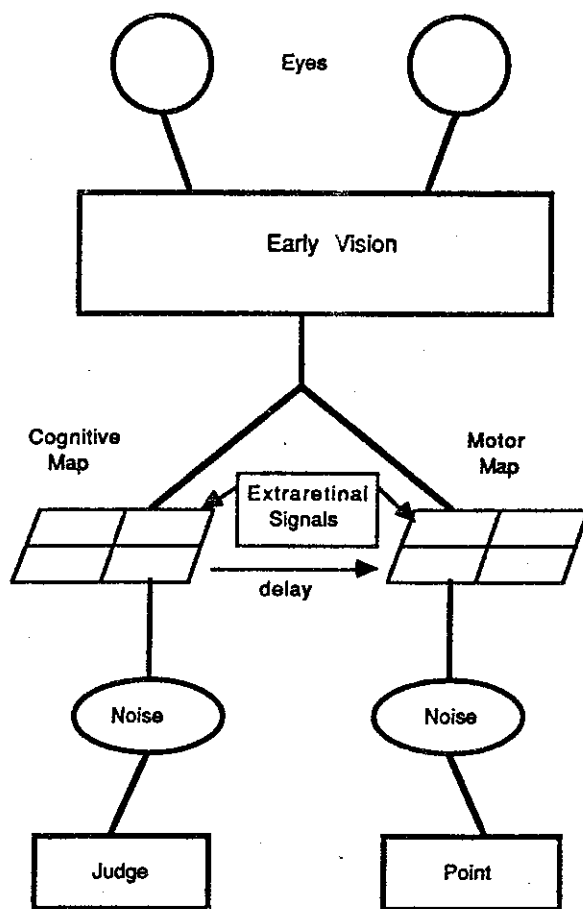 Eyes
Early Vision
Cognitive
Map
Motor
Map
Extraretinal
Signals
delay
Noise
Noise
Judge
Point